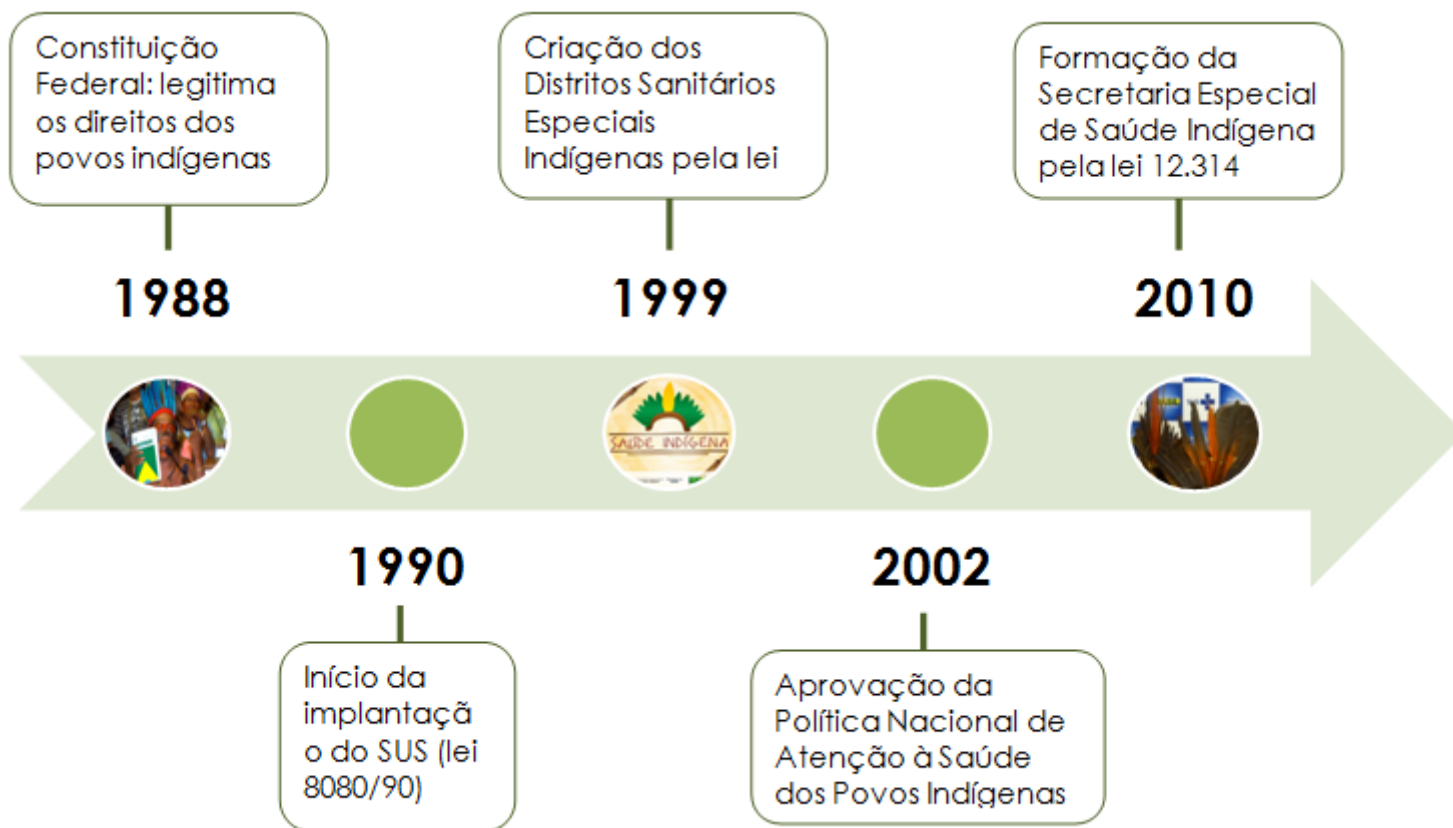 Constituição
Federal: legitima
os direitos dos
povos indígenas
Criação dos
Distritos Sanitários
Especiais
Indígenas pela lei
Formação da
Secretaria Especial
de Saúde Indígena
pela lei 12.314
1988
1999
2010
SAÚDE INDÍGENA
1990
2002
Início da
implantaçã
o do SUS (lei
8080/90)
Aprovação da
Política Nacional de
Atenção à Saúde
dos Povos Indígenas